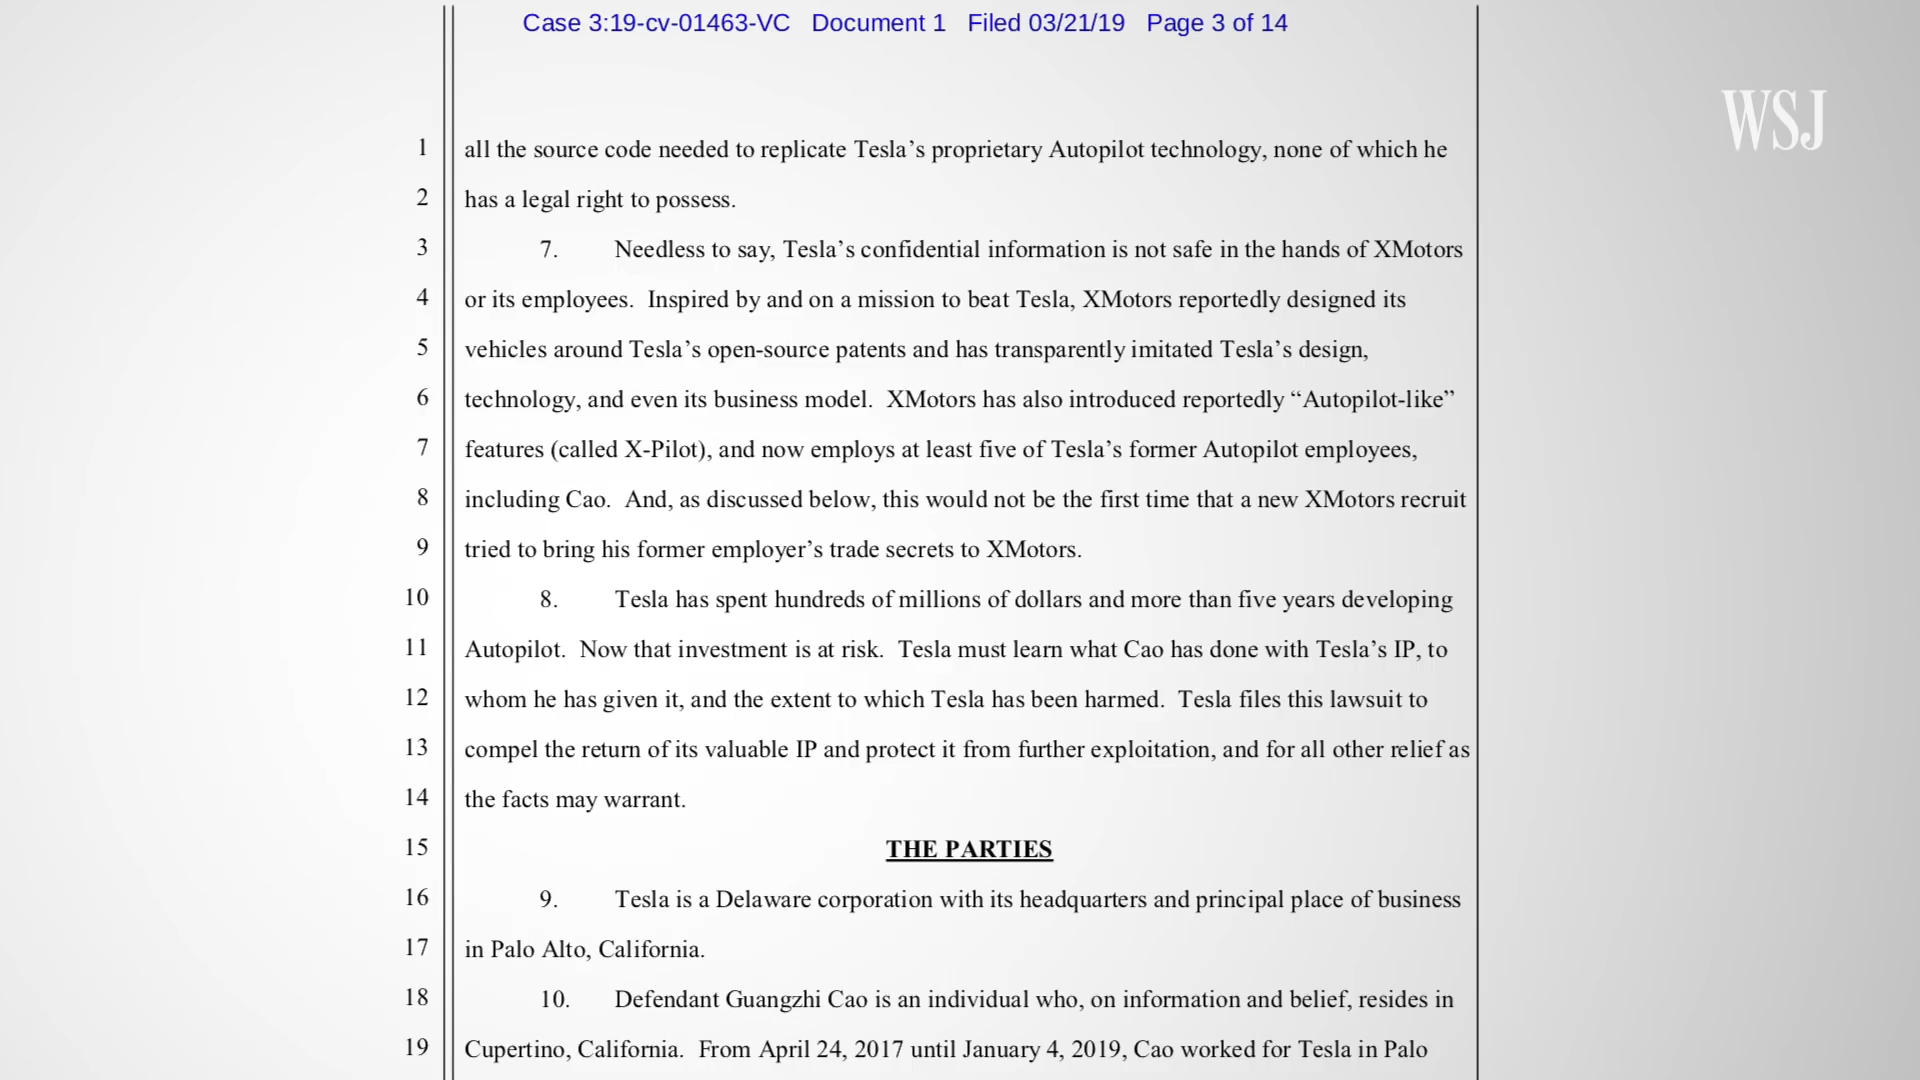 Case 3:19-cv-01463-VC Document 1 Filed 03/21/19 Page 3 of 14
WSJ
1 all the source code needed to replicate Tesla’s proprietary Autopilot technology, none of which he
2 has a legal right to possess.
3 7. Needless to say, Tesla’s confidential information is not safe in the hands of XMotors
4 or its employees. Inspired by and on a mission to beat Tesla, XMotors reportedly designed its
5 vehicles around Tesla’s open-source patents and has transparently imitated Tesla’s design,
6 technology, and even its business model. XMotors has also introduced reportedly “Autopilot-like”
7 features (called X-Pilot), and now employs at least five of Tesla’s former Autopilot employees,
8 including Cao. And, as discussed below, this would not be the first time that a new XMotors recruit
9 tried to bring his former employer’s trade secrets to XMotors.
10 8. Tesla has spent hundreds of millions of dollars and more than five years developing
11 Autopilot. Now that investment is at risk. Tesla must learn what Cao has done with Tesla’s IP, to
12 whom he has given it, and the extent to which Tesla has been harmed. Tesla files this lawsuit to
13 compel the return of its valuable IP and protect it from further exploitation, and for all other relief as
14 the facts may warrant.
15 THE PARTIES
16 9. Tesla is a Delaware corporation with its headquarters and principal place of business
17 in Palo Alto, California.
18 10. Defendant Guangzhi Cao is an individual who, on information and belief, resides in
19 Cupertino, California. From April 24, 2017 until January 4, 2019, Cao worked for Tesla in Palo